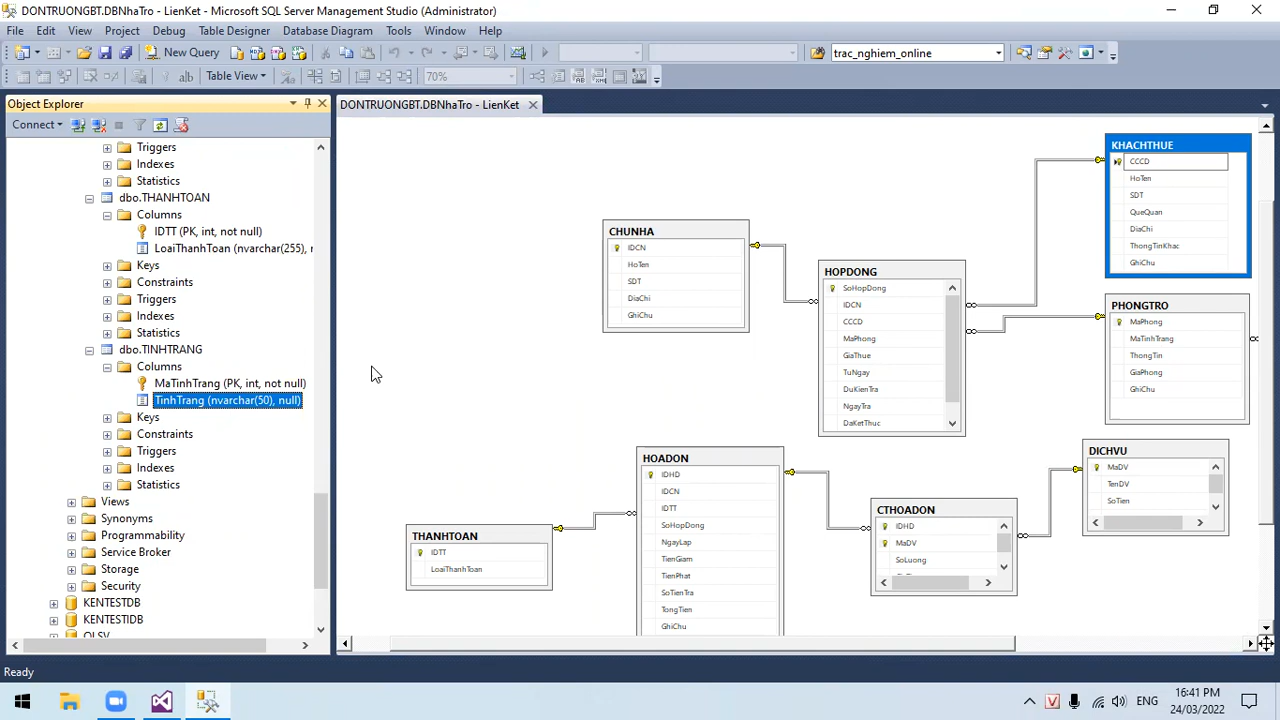 DONTRUONGBT.DBNhaTro - LienKet - Microsoft SQL Server Management Studio (Administrator)
File Edit View Project Debug Table Designer Database Diagram Tools Window Help
New Query trac_nghiem_online
Table View 70%
Object Explorer
Connect
Triggers
Indexes
Statistics
dbo.THANHTOAN
Columns
IDTT (PK, int, not null)
LoaiThanhToan (nvarchar(255), n
Keys
Constraints
Triggers
Indexes
Statistics
dbo.TINHTRANG
Columns
MaTinhTrang (PK, int, not null)
TinhTrang (nvarchar(50), null)
Keys
Constraints
Triggers
Indexes
Statistics
Views
Synonyms
Programmability
Service Broker
Storage
Security
KENTESTDB
KENTESTIDB
QLSV
DONTRUONGBT.DBNhaTro - LienKet
CHUNHA
IDCN
HoTen
SDT
DiaChi
GhiChu
HOPDONG
SoHopDong
IDCN
CCCD
MaPhong
GiaThue
TuNgay
DuKienTra
NgayTra
DaKetThuc
KHACHTHUE
CCCD
HoTen
SDT
QueQuan
DiaChi
ThongTinKhac
GhiChu
PHONGTRO
MaPhong
MaTinhTrang
ThongTin
GiaPhong
GhiChu
THANHTOAN
IDTT
LoaiThanhToan
HOADON
IDHD
IDCN
IDTT
SoHopDong
NgayLap
TienGiam
TienPhat
SoTienTra
TongTien
GhiChu
CTHOADON
IDHD
MaDV
SoLuong
DICHVU
MaDV
TenDV
SoTien
Ready
ENG
16:41 PM
24/03/2022